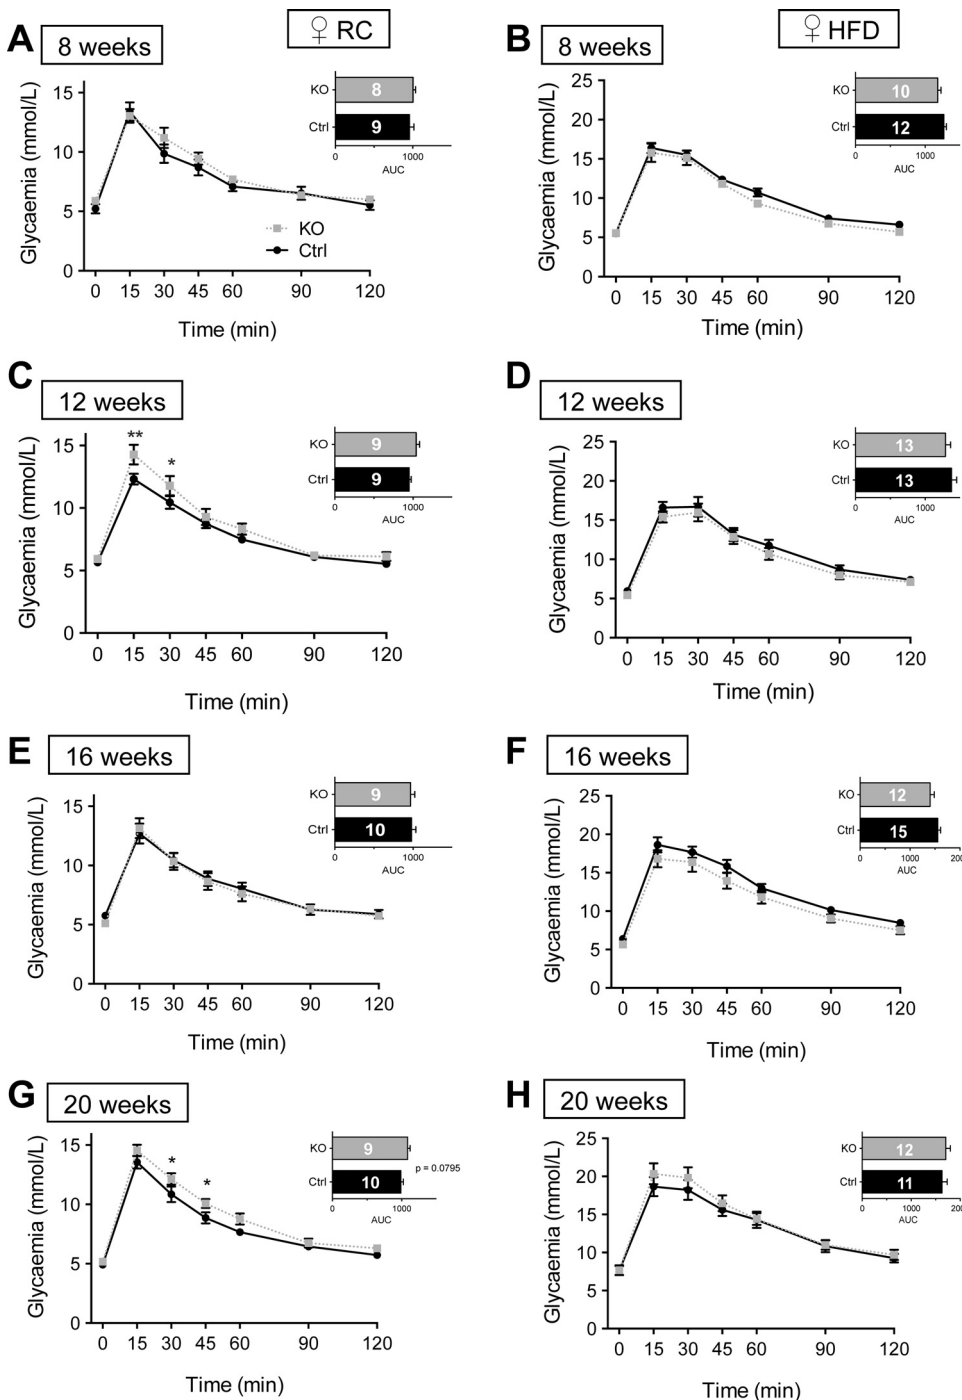 A 8 weeks ♀ RC
Glycaemia (mmol/L)
15
10
5
0
0 15 30 45 60 90 120
Time (min)
KO
Ctrl
KO 8
Ctrl 9
0 1000
AUC
B 8 weeks ♀ HFD
Glycaemia (mmol/L)
25
20
15
10
5
0
0 15 30 45 60 90 120
Time (min)
KO 10
Ctrl 12
0 1000
AUC
C 12 weeks
Glycaemia (mmol/L)
15
10
5
0
** *
0 15 30 45 60 90 120
Time (min)
KO 9
Ctrl 9
0 1000
AUC
D 12 weeks
Glycaemia (mmol/L)
25
20
15
10
5
0
0 15 30 45 60 90 120
Time (min)
KO 13
Ctrl 13
0 1000
AUC
E 16 weeks
Glycaemia (mmol/L)
15
10
5
0
0 15 30 45 60 90 120
Time (min)
KO 9
Ctrl 10
0 1000
AUC
F 16 weeks
Glycaemia (mmol/L)
25
20
15
10
5
0
0 15 30 45 60 90 120
Time (min)
KO 12
Ctrl 15
0 1000 200
AUC
G 20 weeks
Glycaemia (mmol/L)
15
10
5
0
* *
0 15 30 45 60 90 120
Time (min)
KO 9
p = 0.0795
Ctrl 10
0 1000
AUC
H 20 weeks
Glycaemia (mmol/L)
25
20
15
10
5
0
0 15 30 45 60 90 120
Time (min)
KO 12
Ctrl 11
0 1000 200
AUC